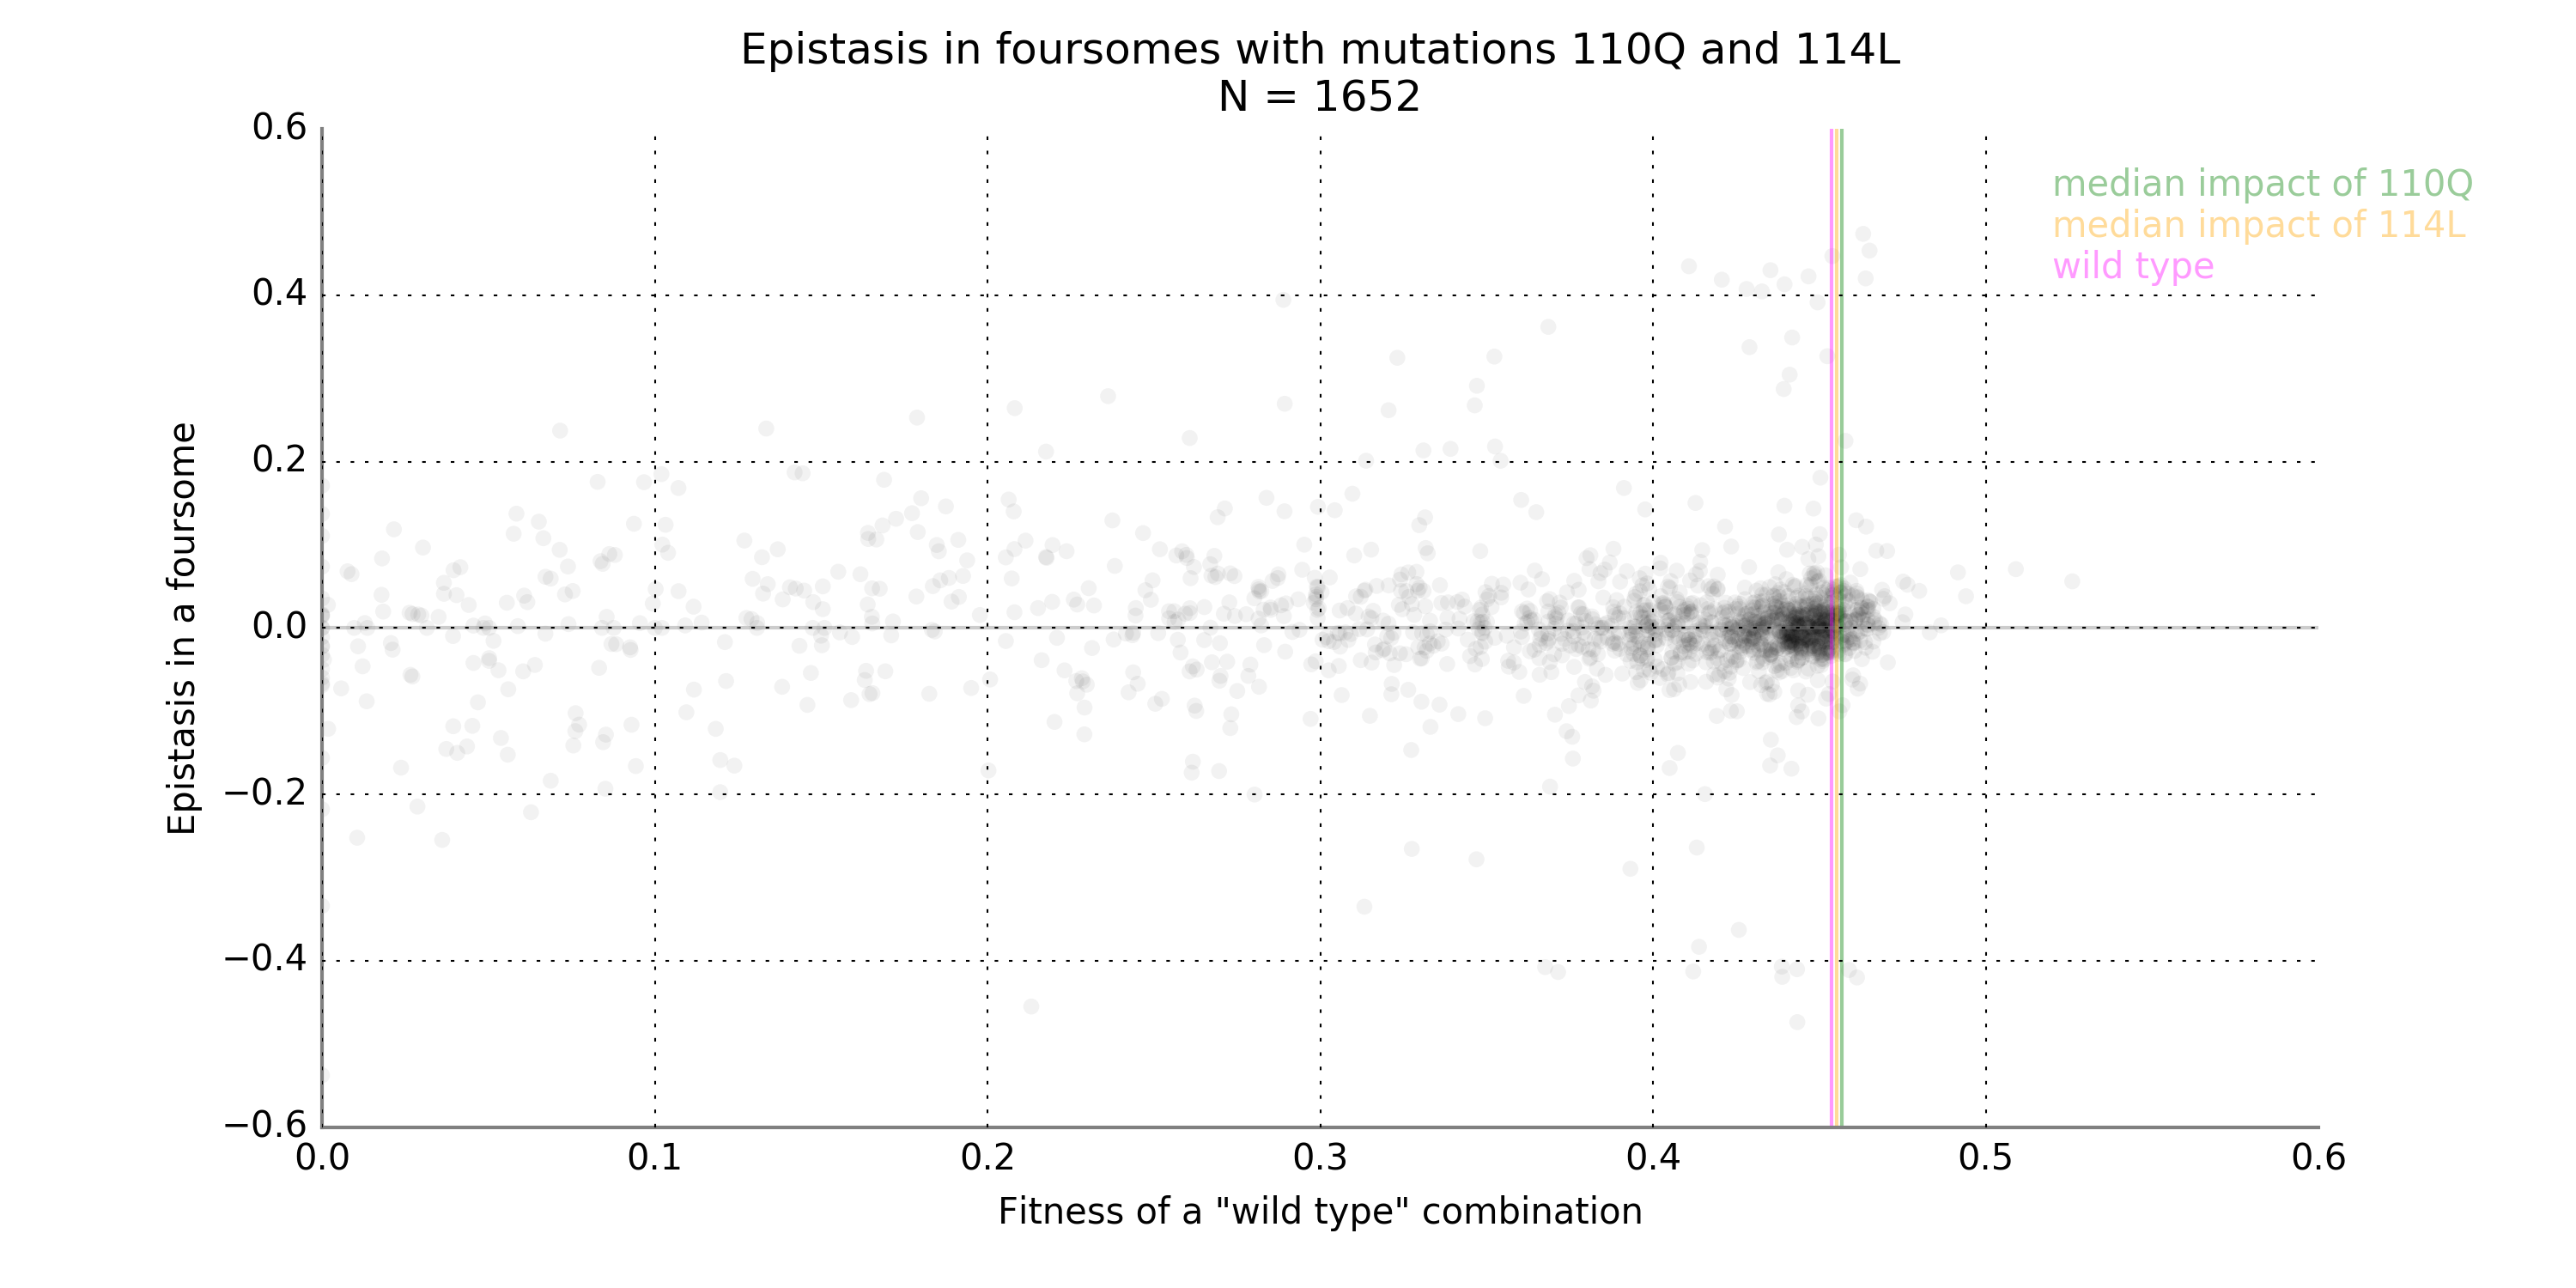 Epistasis in foursomes with mutations 110Q and 114L
N = 1652
0.6
0.4
0.2
0.0
−0.2
−0.4
−0.6
Epistasis in a foursome
median impact of 110Q
median impact of 114L
wild type
0.0 0.1 0.2 0.3 0.4 0.5 0.6
Fitness of a "wild type" combination